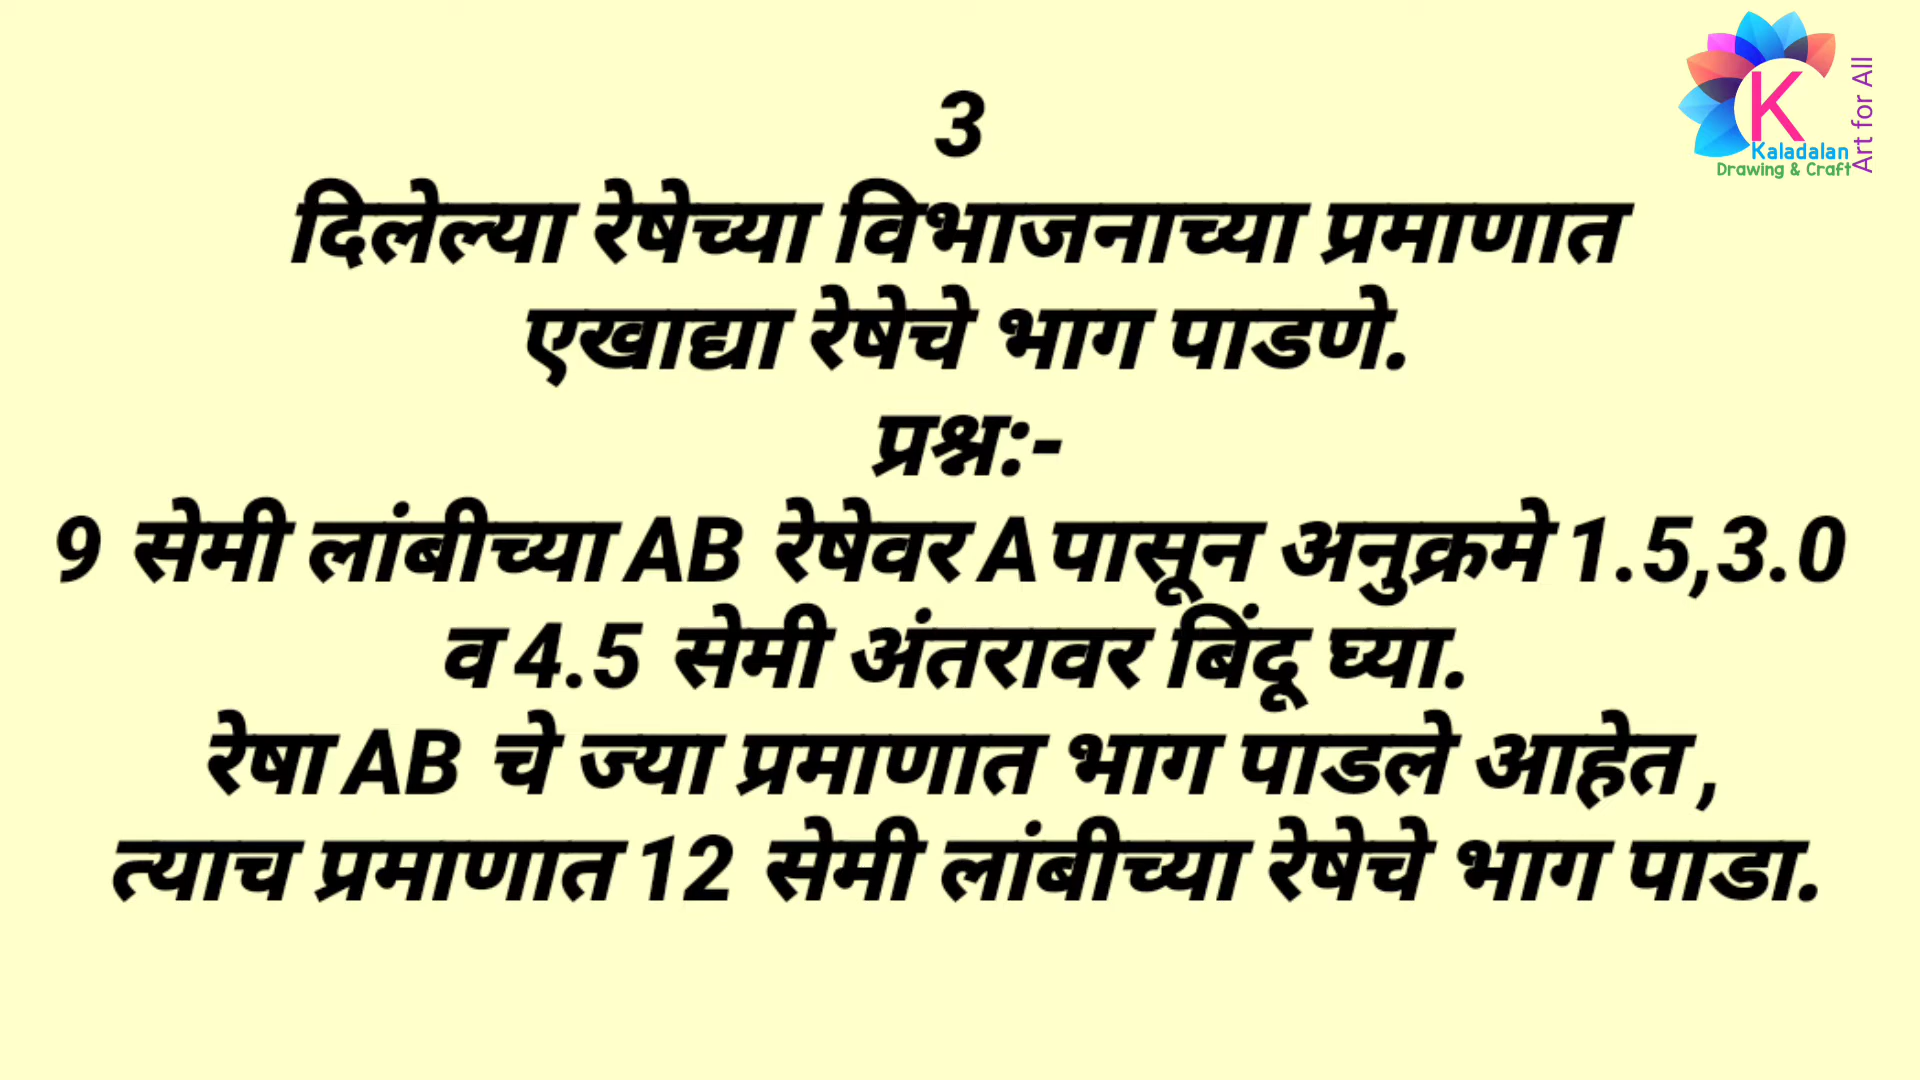 3
दिलेल्या रेषेच्या विभाजनाच्या प्रमाणात
एखाद्या रेषेचे भाग पाडणे.
प्रश्न:-
9 सेमी लांबीच्या AB रेषेवर A पासून अनुक्रमे 1.5,3.0
व 4.5 सेमी अंतरावर बिंदू घ्या.
रेषा AB चे ज्या प्रमाणात भाग पाडले आहेत ,
त्याच प्रमाणात 12 सेमी लांबीच्या रेषेचे भाग पाडा.
K
Kaladalan
Drawing & Craft
Art for All